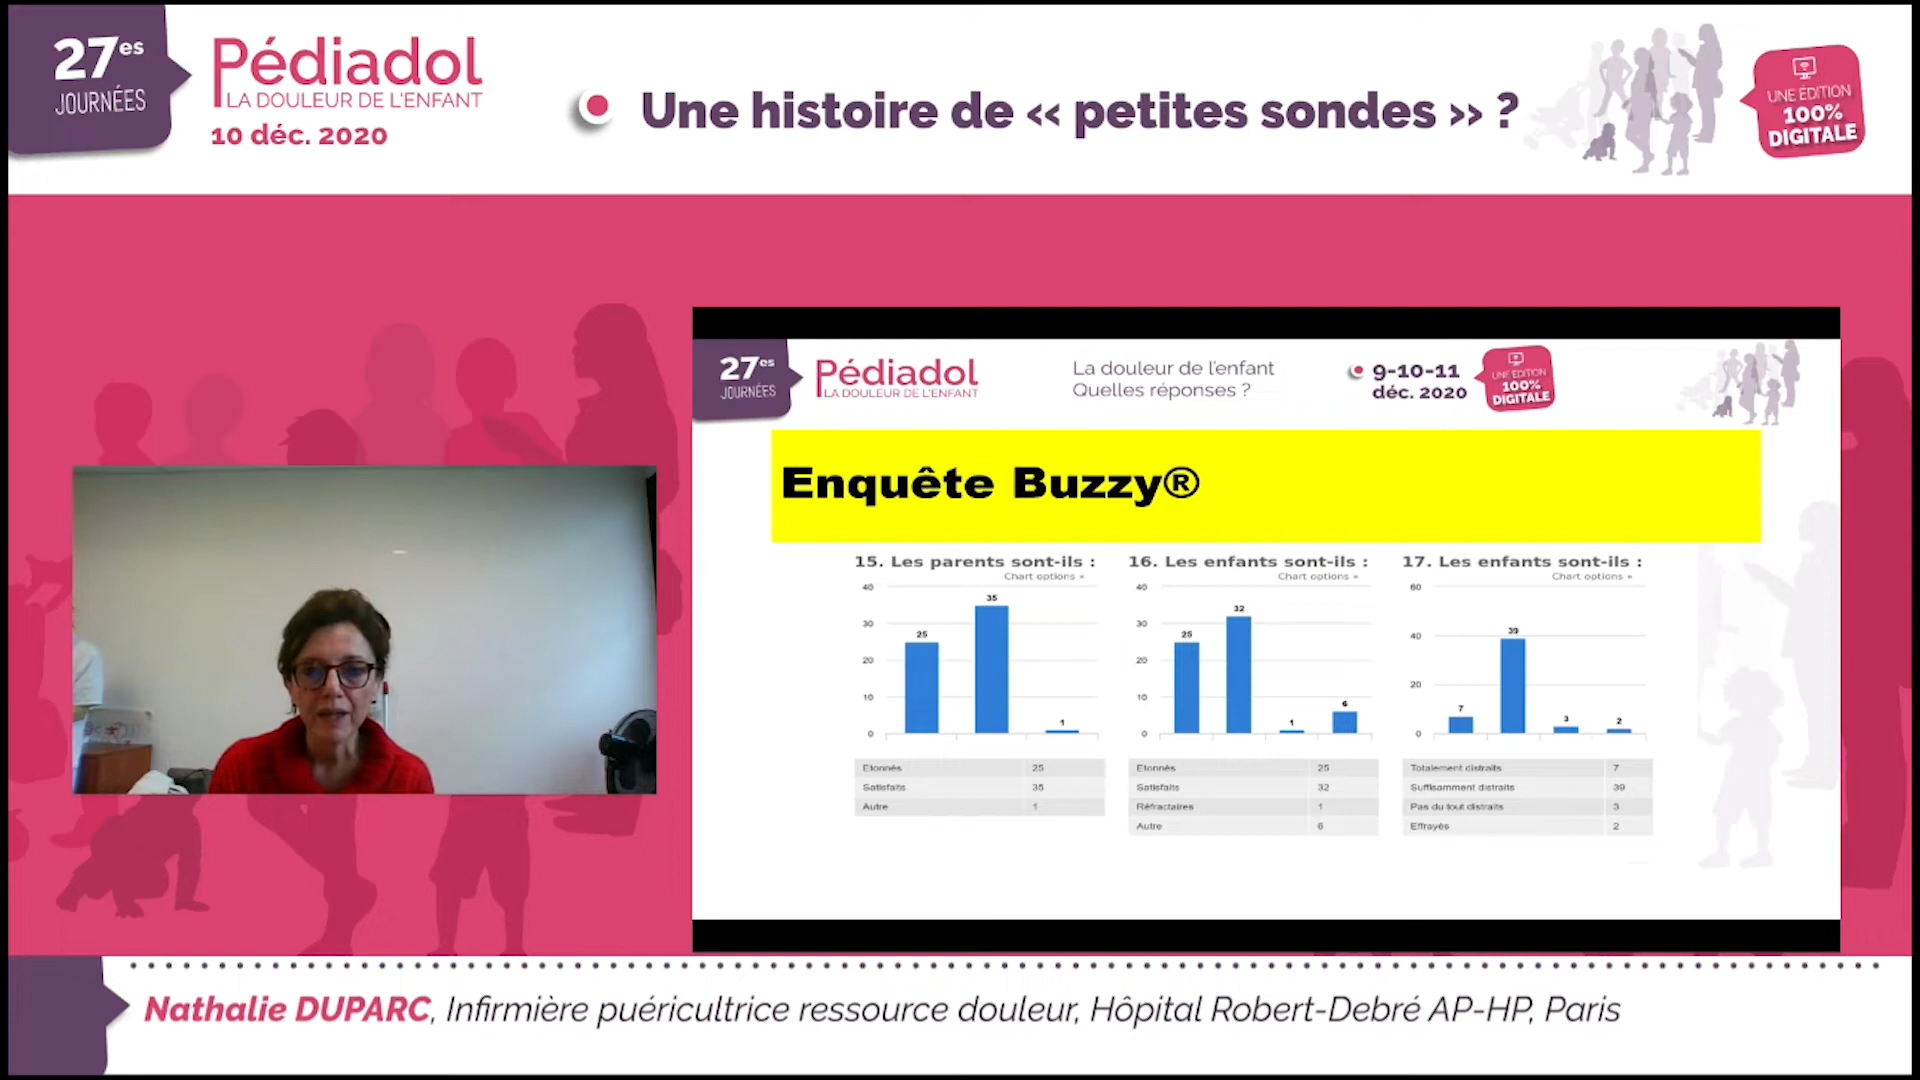 27es
JOURNÉES
Pédiadol
LA DOULEUR DE L'ENFANT
10 déc. 2020
Une histoire de « petites sondes » ?
UNE ÉDITION
100%
DIGITALE
27es
JOURNÉES
Pédiadol
LA DOULEUR DE L'ENFANT
La douleur de l'enfant
Quelles réponses ?
9-10-11
déc. 2020
UNE ÉDITION
100%
DIGITALE
Enquête Buzzy®
15. Les parents sont-ils :
Chart options »
40
30
20
10
0
25
35
1
Etonnés 25
Satisfaits 35
Autre 1
16. Les enfants sont-ils :
Chart options »
40
30
20
10
0
25
32
1
6
Etonnés 25
Satisfaits 32
Réfractaires 1
Autre 6
17. Les enfants sont-ils :
Chart options »
60
40
20
0
7
39
3
2
Totalement distraits 7
Suffisamment distraits 39
Pas du tout distraits 3
Effrayés 2
Nathalie DUPARC, Infirmière puéricultrice ressource douleur, Hôpital Robert-Debré AP-HP, Paris